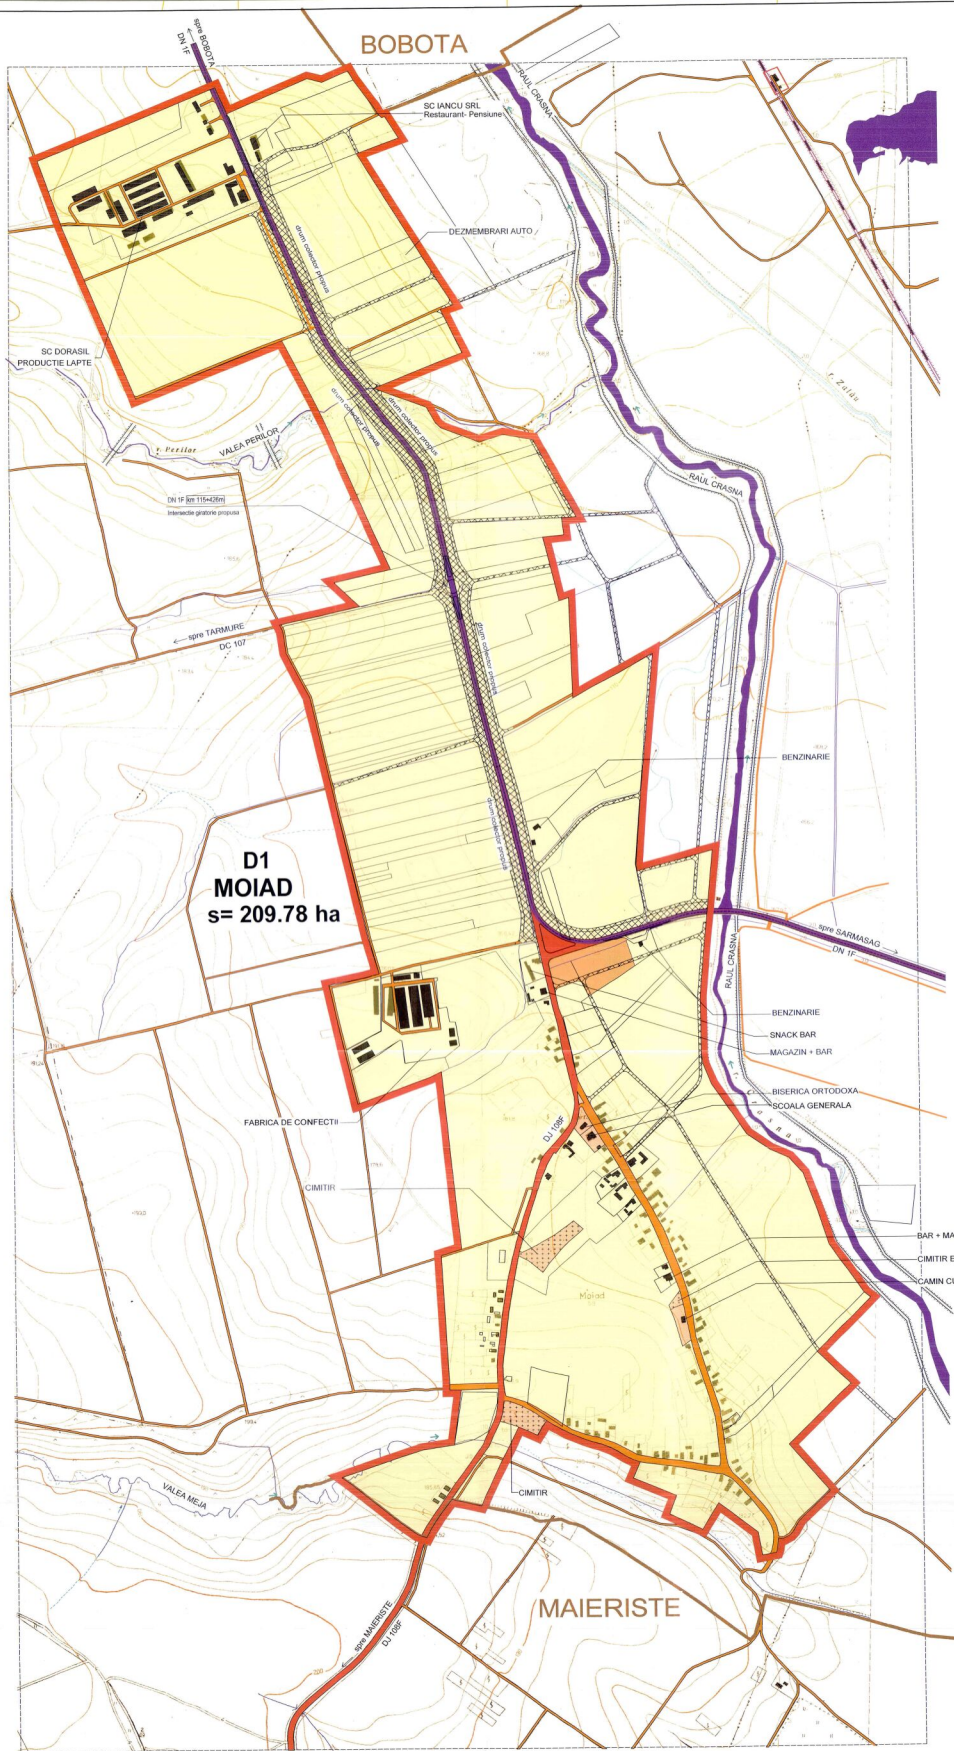 BOBOTA
spre BOBOTA
DN 1F
RAUL CRASNA
SC IANCU SRL
Restaurant- Pensiune
DEZMEMBRARI AUTO
drum colector propus
SC DORASIL
PRODUCTIE LAPTE
r. Zalău
drum colector propus
drum colector propus
VALEA PERILOR
r. Perilor
RAUL CRASNA
DN 1F km 115+426m
Intersectie giratorie propusa
spre TARMURE
DC 107
drum colector propus
BENZINARIE
drum colector propus
D1
MOIAD
s= 209.78 ha
spre SARMASAG
DN 1F
RAUL CRASNA
BENZINARIE
SNACK BAR
MAGAZIN + BAR
BISERICA ORTODOXA
SCOALA GENERALA
FABRICA DE CONFECTII
DJ 108F
CIMITIR
BAR + MA
CIMITIR E
CAMIN CU
Moiad
VALEA MEJA
CIMITIR
MAIERISTE
spre MAIERISTE
DJ 108F